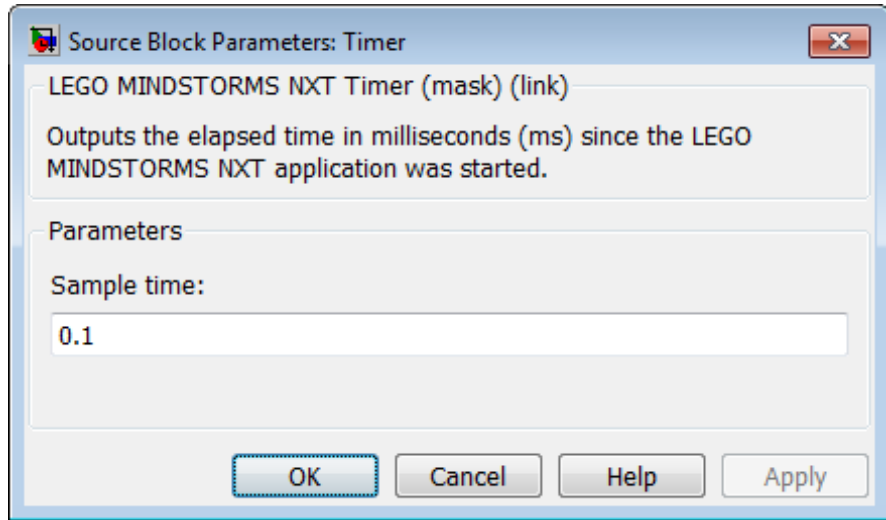 Source Block Parameters: Timer
LEGO MINDSTORMS NXT Timer (mask) (link)
Outputs the elapsed time in milliseconds (ms) since the LEGO
MINDSTORMS NXT application was started.
Parameters
Sample time:
0.1
OK Cancel Help Apply